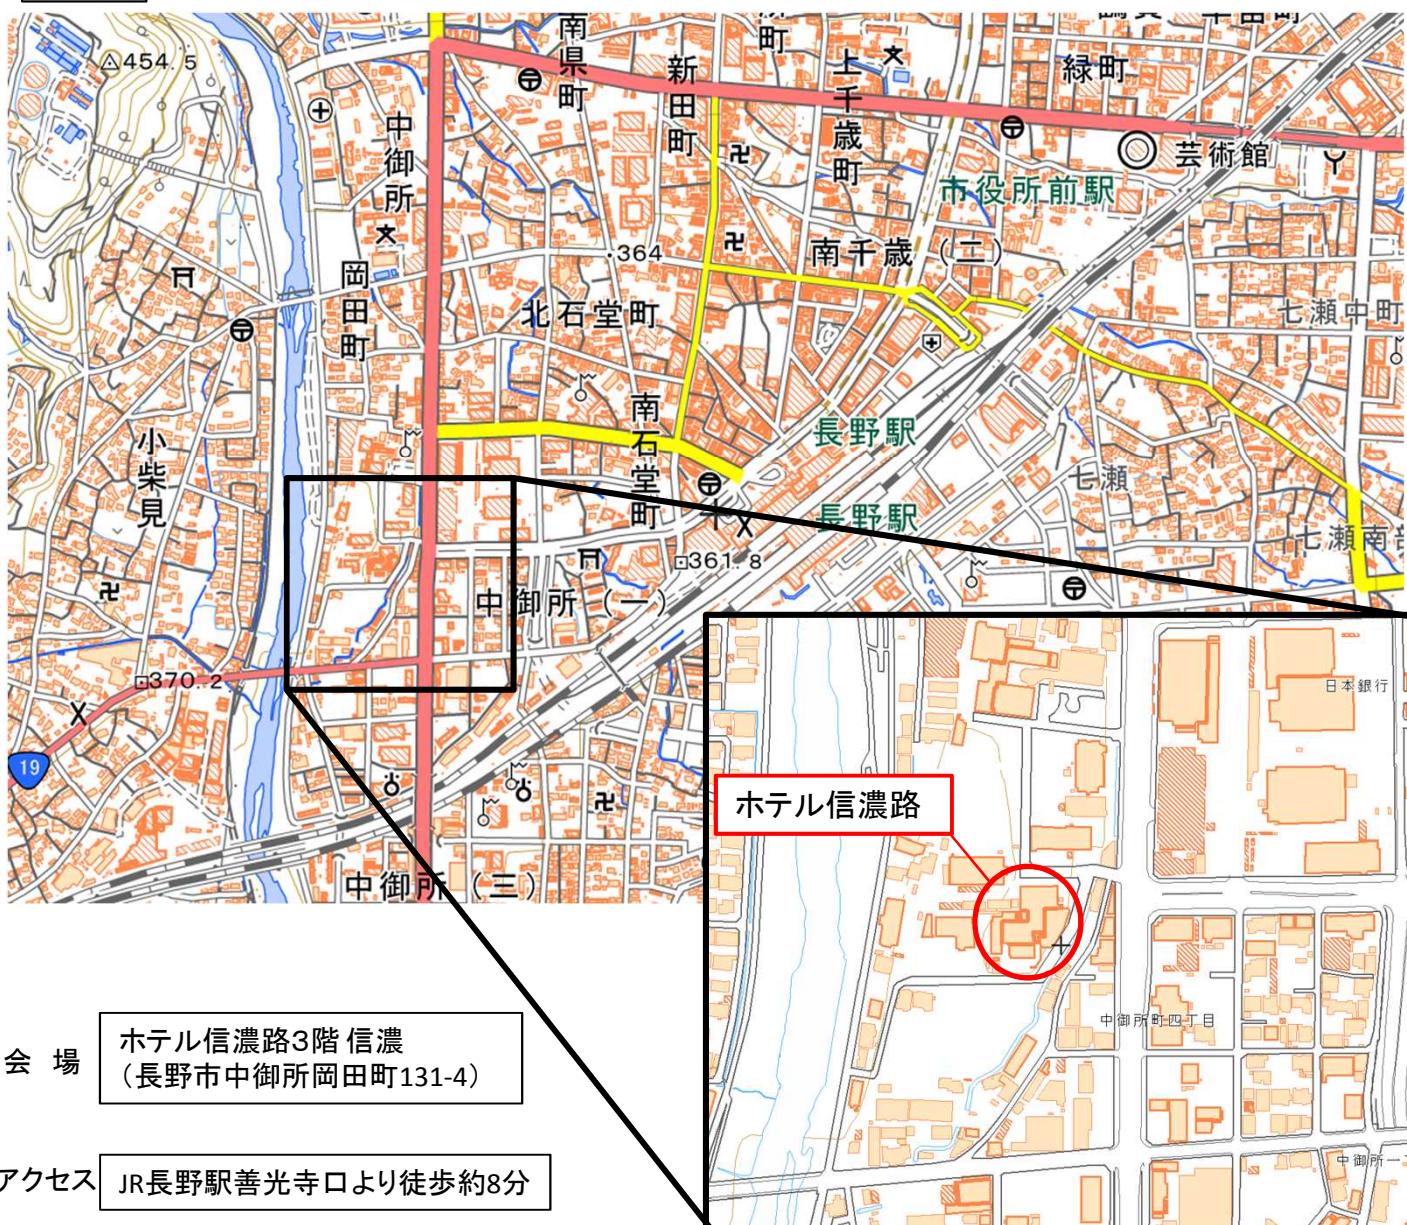 454.5
南県町
新田町
上千歳町
緑町
芸術館
中御所
市役所前駅
364
南千歳（二）
岡田町
北石堂町
七瀬中町
南石堂町
長野駅
小柴見
七瀬
長野駅
七瀬南部
361.8
中御所（一）
370.2
19
中御所（三）
日本銀行
ホテル信濃路
中御所町四丁目
中御所一丁
会 場
ホテル信濃路3階 信濃
（長野市中御所岡田町131-4）
アクセス
JR長野駅善光寺口より徒歩約8分